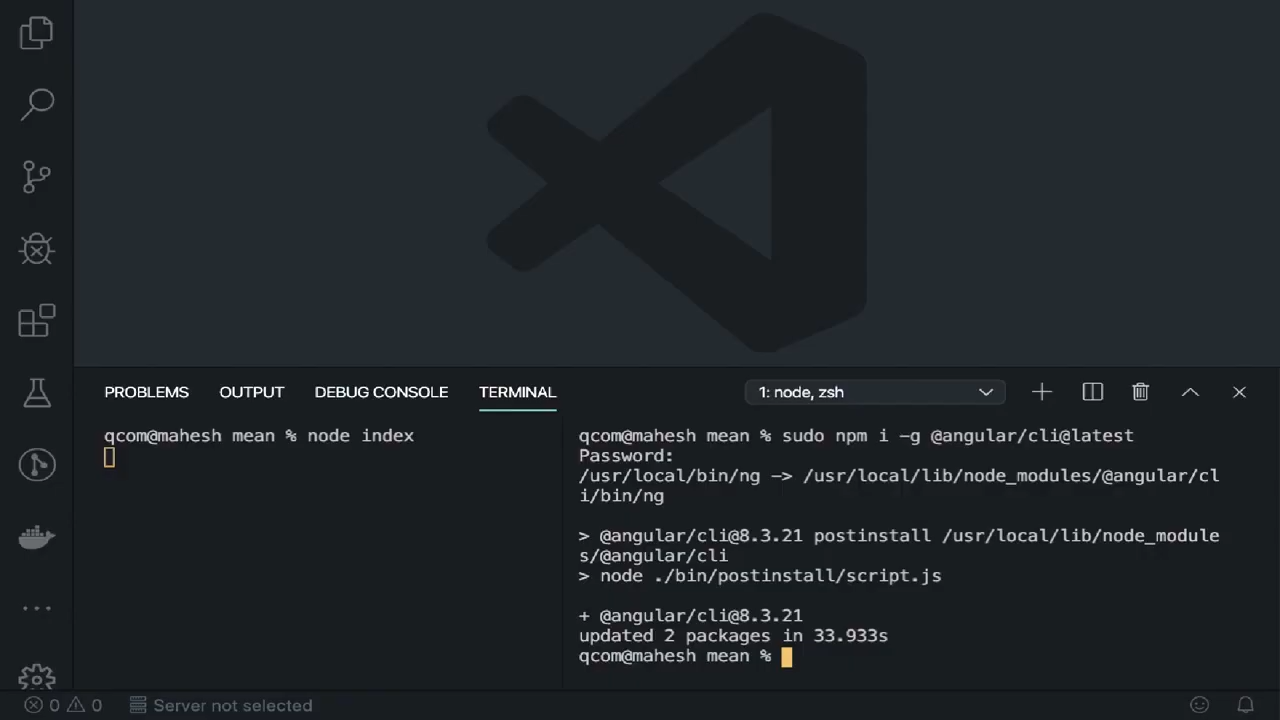 PROBLEMS OUTPUT DEBUG CONSOLE TERMINAL 1: node, zsh
qcom@mahesh mean % node index
qcom@mahesh mean % sudo npm i -g @angular/cli@latest
Password:
/usr/local/bin/ng -> /usr/local/lib/node_modules/@angular/cl
i/bin/ng
> @angular/cli@8.3.21 postinstall /usr/local/lib/node_module
s/@angular/cli
> node ./bin/postinstall/script.js
+ @angular/cli@8.3.21
updated 2 packages in 33.933s
qcom@mahesh mean %
0 0 Server not selected